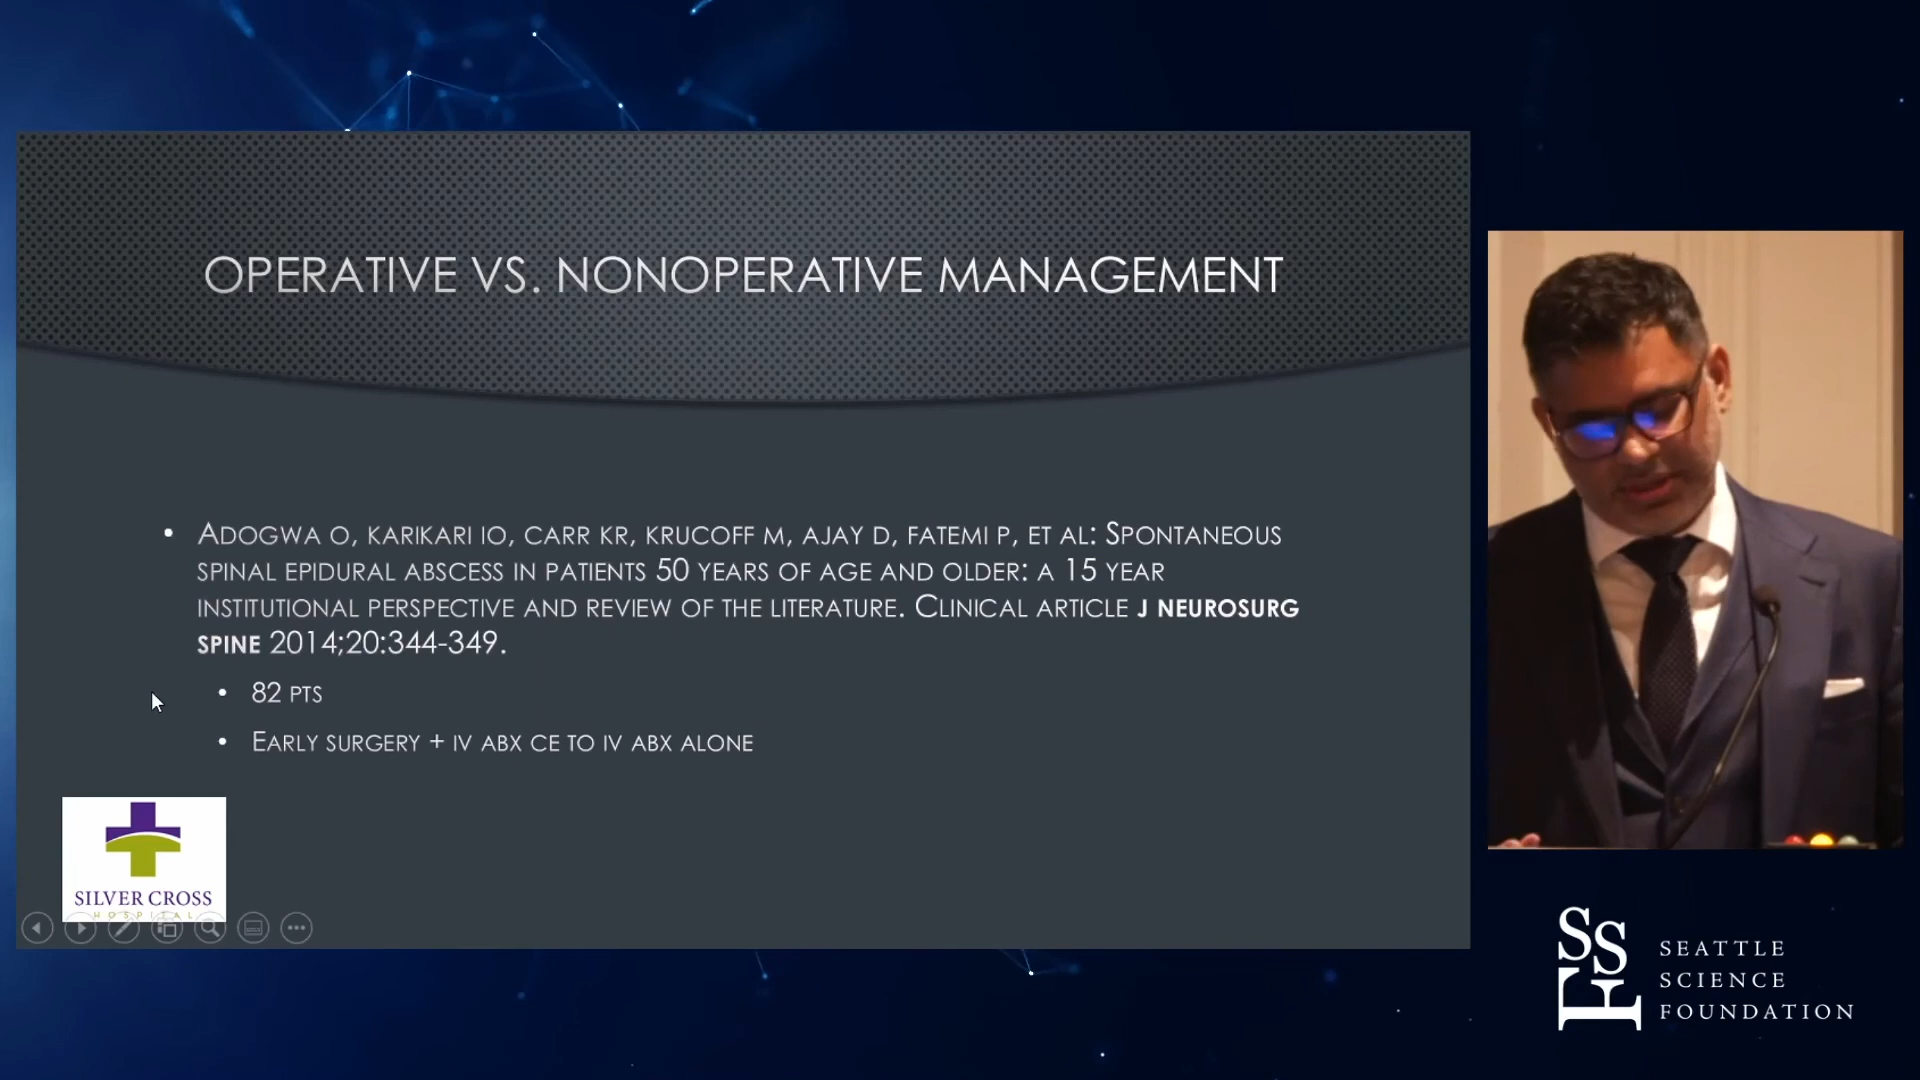 OPERATIVE VS. NONOPERATIVE MANAGEMENT
• ADOGWA O, KARIKARI IO, CARR KR, KRUCOFF M, AJAY D, FATEMI P, ET AL: SPONTANEOUS
SPINAL EPIDURAL ABSCESS IN PATIENTS 50 YEARS OF AGE AND OLDER: A 15 YEAR
INSTITUTIONAL PERSPECTIVE AND REVIEW OF THE LITERATURE. CLINICAL ARTICLE J NEUROSURG
SPINE 2014;20:344-349.
• 82 PTS
• EARLY SURGERY + IV ABX CE TO IV ABX ALONE
SILVER CROSS
HOSPITAL
SSF
SEATTLE
SCIENCE
FOUNDATION